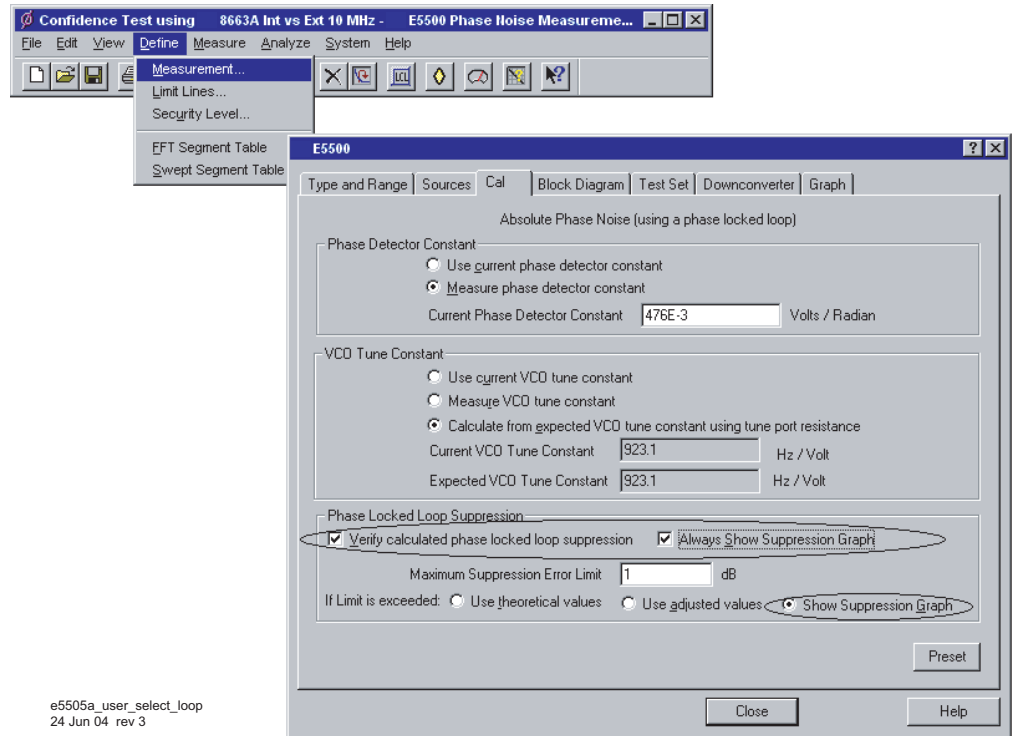 Confidence Test using 8663A Int vs Ext 10 MHz - E5500 Phase Noise Measureme...
File Edit View Define Measure Analyze System Help
Measurement...
Limit Lines...
Security Level...
FFT Segment Table
Swept Segment Table
E5500
Type and Range Sources Cal Block Diagram Test Set Downconverter Graph
Absolute Phase Noise (using a phase locked loop)
Phase Detector Constant
Use current phase detector constant
Measure phase detector constant
Current Phase Detector Constant 476E-3 Volts / Radian
VCO Tune Constant
Use current VCO tune constant
Measure VCO tune constant
Calculate from expected VCO tune constant using tune port resistance
Current VCO Tune Constant 923.1 Hz / Volt
Expected VCO Tune Constant 923.1 Hz / Volt
Phase Locked Loop Suppression
Verify calculated phase locked loop suppression Always Show Suppression Graph
Maximum Suppression Error Limit 1 dB
If Limit is exceeded: Use theoretical values Use adjusted values Show Suppression Graph
Preset
Close Help
e5505a_user_select_loop
24 Jun 04 rev 3